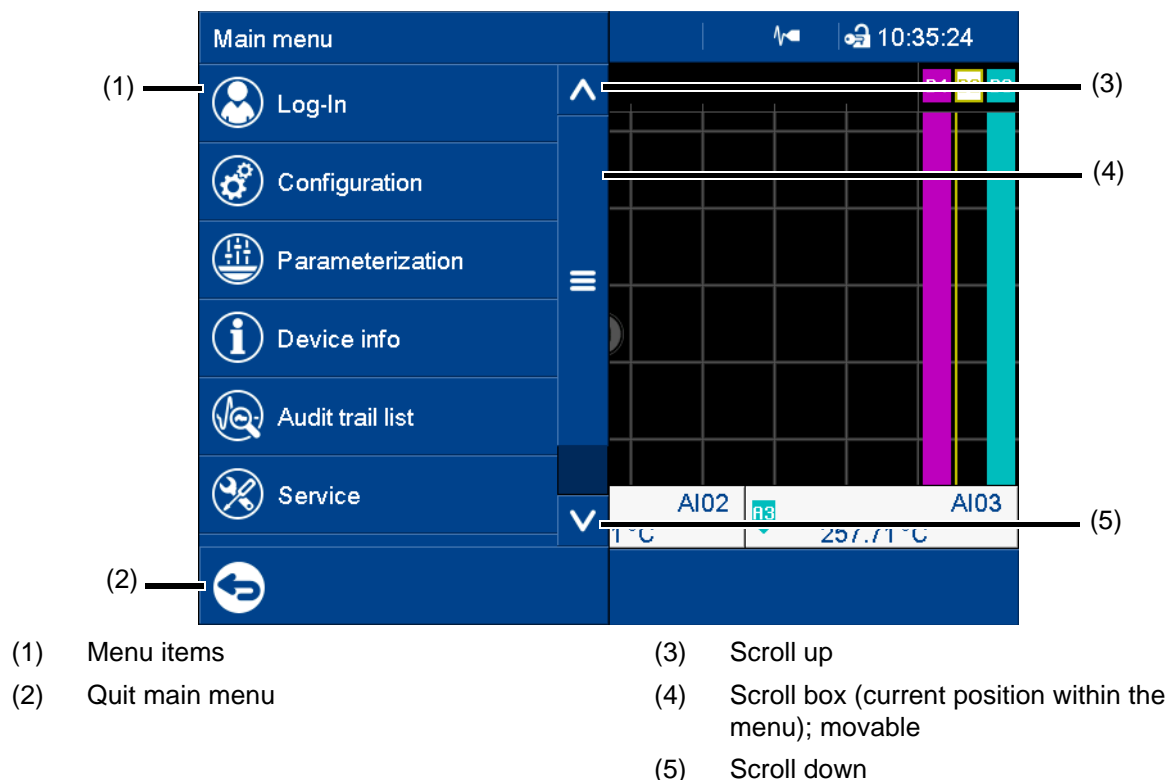 Main menu
10:35:24
(1)
Log-In
(3)
Configuration
(4)
Parameterization
Device info
Audit trail list
Service
AI02
A3
AI03
1 °C
257.71 °C
(5)
(2)
(1) Menu items
(2) Quit main menu
(3) Scroll up
(4) Scroll box (current position within the
menu); movable
(5) Scroll down